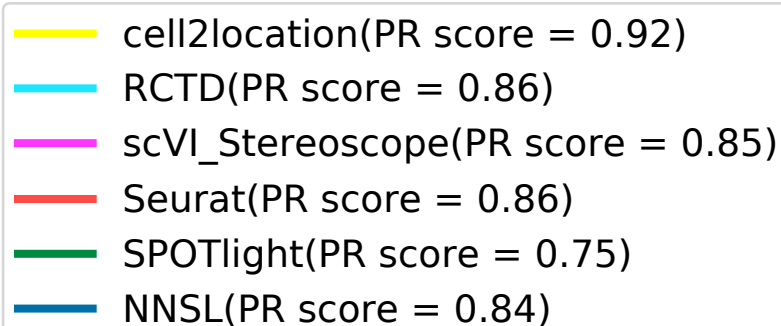 cell2location(PR score = 0.92)
RCTD(PR score = 0.86)
scVI_Stereoscope(PR score = 0.85)
Seurat(PR score = 0.86)
SPOTlight(PR score = 0.75)
NNSL(PR score = 0.84)